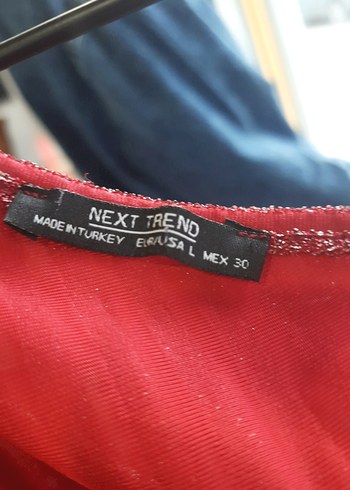 NEXT TREND
MADE IN TURKEY EUR/USA L MEX 30